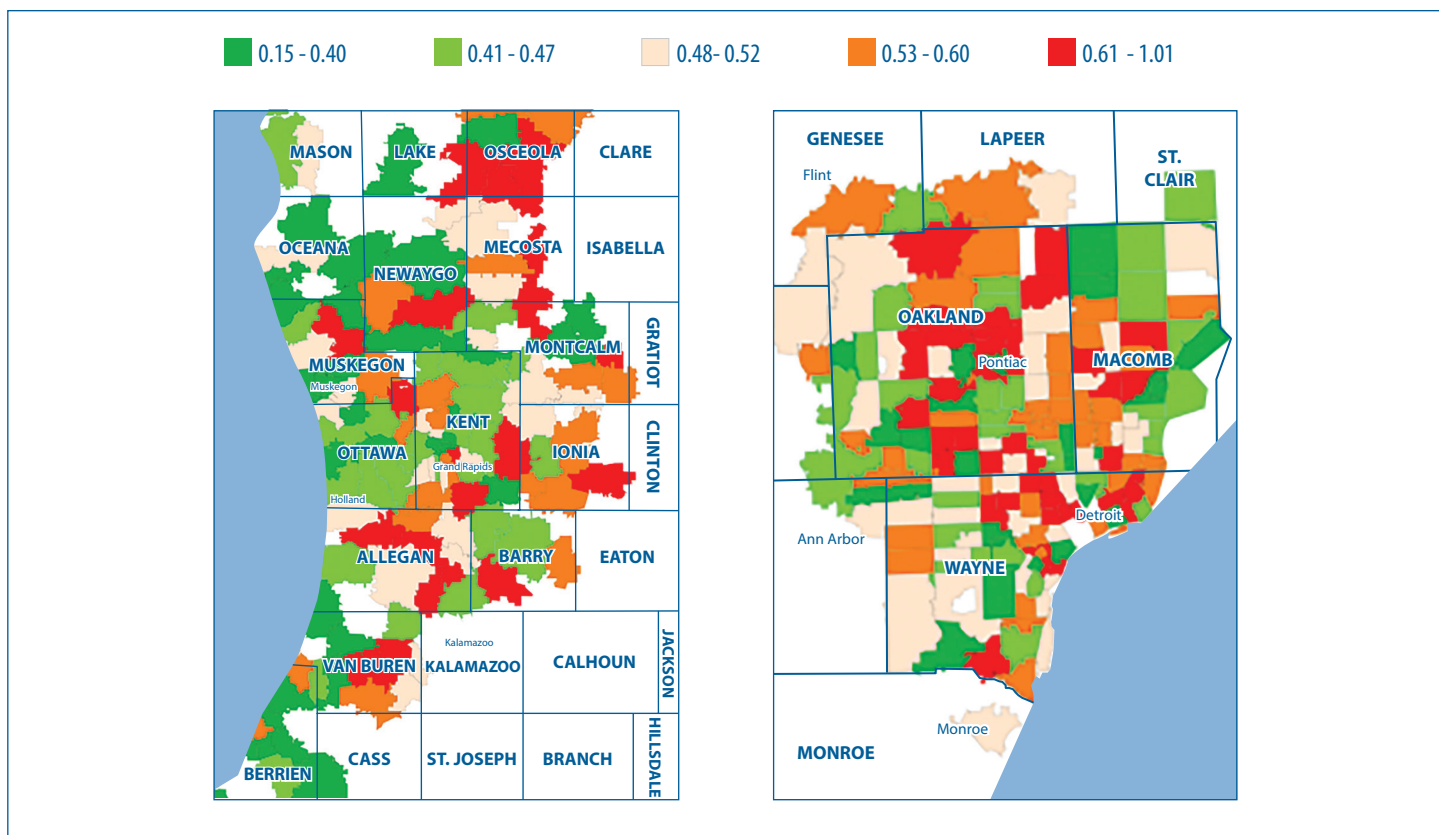 0.15 - 0.40
0.41 - 0.47
0.48- 0.52
0.53 - 0.60
0.61 - 1.01
MASON
LAKE
OSCEOLA
CLARE
OCEANA
NEWAYGO
MECOSTA
ISABELLA
MUSKEGON
Muskegon
MONTCALM
GRATIOT
KENT
OTTAWA
Grand Rapids
IONIA
CLINTON
Holland
ALLEGAN
BARRY
EATON
VAN BUREN
Kalamazoo
KALAMAZOO
CALHOUN
JACKSON
BERRIEN
CASS
ST. JOSEPH
BRANCH
HILLSDALE
GENESEE
LAPEER
ST.
CLAIR
Flint
OAKLAND
Pontiac
MACOMB
Ann Arbor
Detroit
WAYNE
Monroe
MONROE